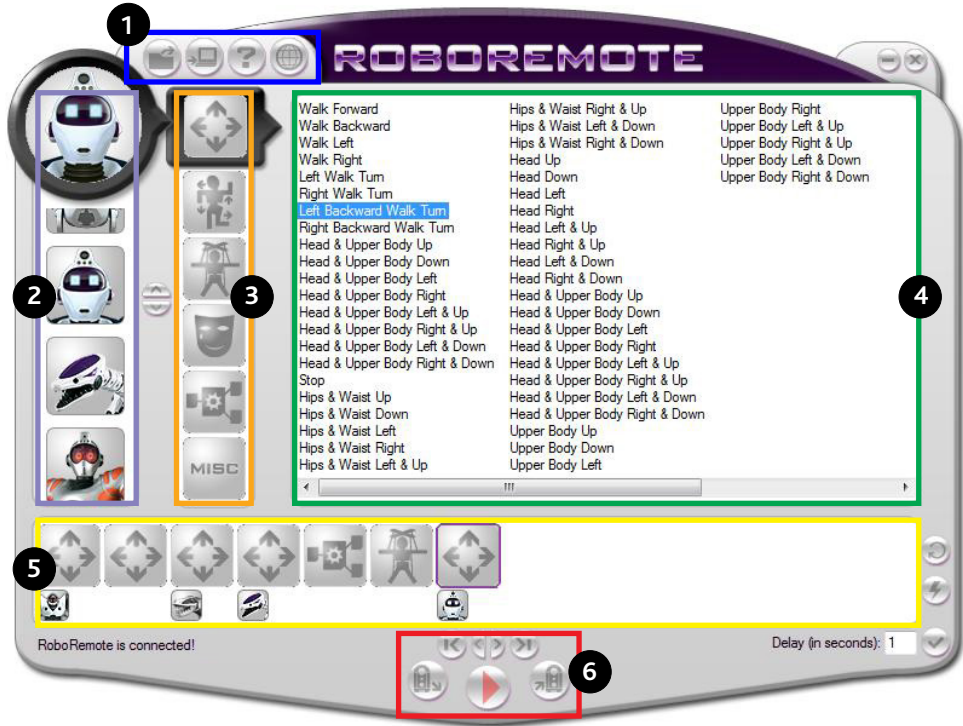 1
ROBOREMOTE
2
3
MISC
Walk Forward
Walk Backward
Walk Left
Walk Right
Left Walk Turn
Right Walk Turn
Left Backward Walk Turn
Right Backward Walk Turn
Head & Upper Body Up
Head & Upper Body Down
Head & Upper Body Left
Head & Upper Body Right
Head & Upper Body Left & Up
Head & Upper Body Right & Up
Head & Upper Body Left & Down
Head & Upper Body Right & Down
Stop
Hips & Waist Up
Hips & Waist Down
Hips & Waist Left
Hips & Waist Right
Hips & Waist Left & Up
Hips & Waist Right & Up
Hips & Waist Left & Down
Hips & Waist Right & Down
Head Up
Head Down
Head Left
Head Right
Head Left & Up
Head Right & Up
Head Left & Down
Head Right & Down
Head & Upper Body Up
Head & Upper Body Down
Head & Upper Body Left
Head & Upper Body Right
Head & Upper Body Left & Up
Head & Upper Body Right & Up
Head & Upper Body Left & Down
Head & Upper Body Right & Down
Upper Body Up
Upper Body Down
Upper Body Left
Upper Body Right
Upper Body Left & Up
Upper Body Right & Up
Upper Body Left & Down
Upper Body Right & Down
4
5
RoboRemote is connected!
6
Delay (in seconds): 1